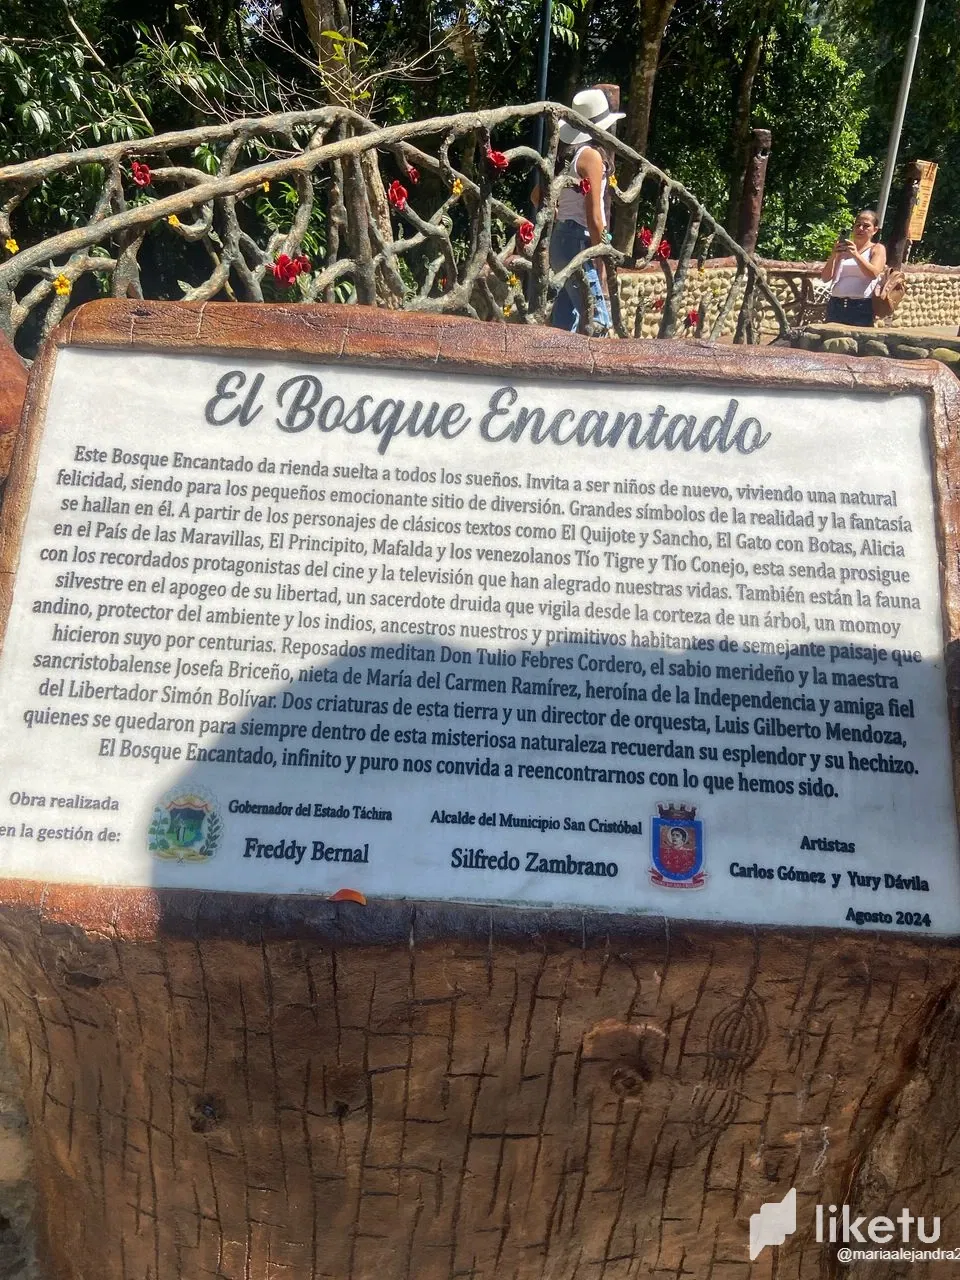 El Bosque Encantado
Este Bosque Encantado da rienda suelta a todos los sueños. Invita a ser niños de nuevo, viviendo una natural
felicidad, siendo para los pequeños emocionante sitio de diversión. Grandes símbolos de la realidad y la fantasía
se hallan en él. A partir de los personajes de clásicos textos como El Quijote y Sancho, El Gato con Botas, Alicia
en el País de las Maravillas, El Principito, Mafalda y los venezolanos Tío Tigre y Tío Conejo, esta senda prosigue
con los recordados protagonistas del cine y la televisión que han alegrado nuestras vidas. También están la fauna
silvestre en el apogeo de su libertad, un sacerdote druida que vigila desde la corteza de un árbol, un momoy
andino, protector del ambiente y los indios, ancestros nuestros y primitivos habitantes de semejante paisaje que
hicieron suyo por centurias. Reposados meditan Don Tulio Febres Cordero, el sabio merideño y la maestra
sancristobalense Josefa Briceño, nieta de María del Carmen Ramírez, heroína de la Independencia y amiga fiel
del Libertador Simón Bolívar. Dos criaturas de esta tierra y un director de orquesta, Luis Gilberto Mendoza,
quienes se quedaron para siempre dentro de esta misteriosa naturaleza recuerdan su esplendor y su hechizo.
El Bosque Encantado, infinito y puro nos convida a reencontrarnos con lo que hemos sido.
Obra realizada
en la gestión de:
Gobernador del Estado Táchira
Freddy Bernal
Alcalde del Municipio San Cristóbal
Silfredo Zambrano
Artistas
Carlos Gómez y Yury Dávila
Agosto 2024
liketu
@mariaalejandra2